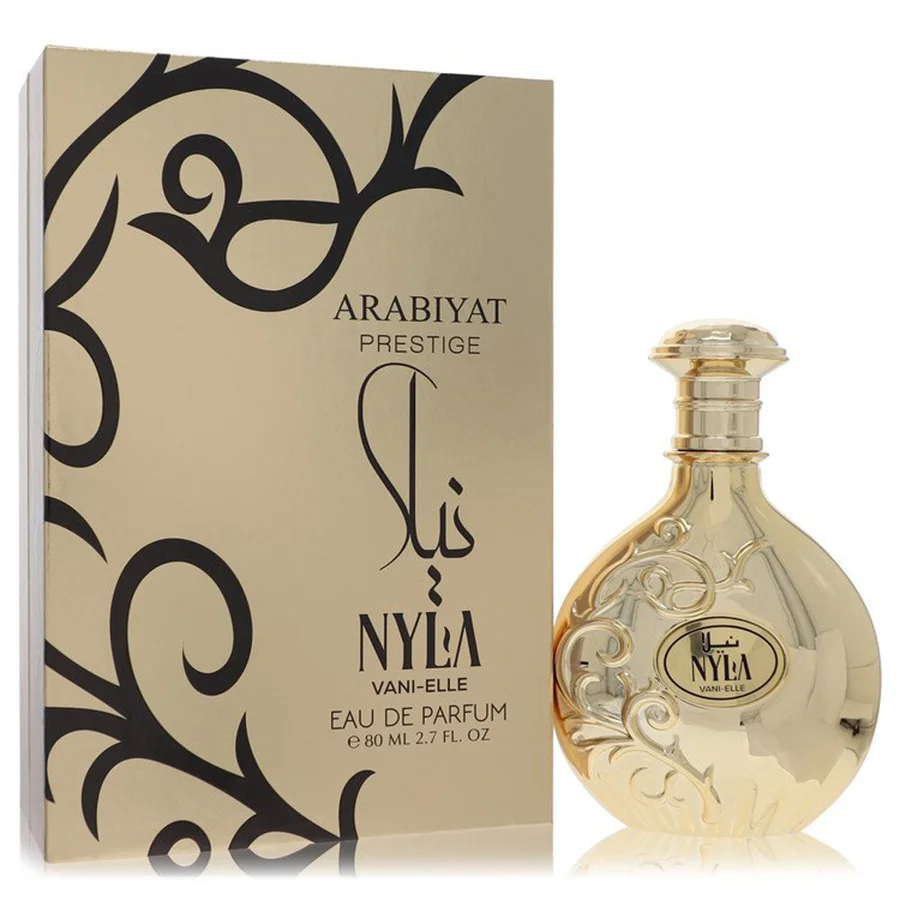 ARABIYAT
PRESTIGE
نيلا
NYLA
VANI-ELLE
EAU DE PARFUM
℮ 80 ML 2.7 FL. OZ
نيلا
NYLA
VANI-ELLE